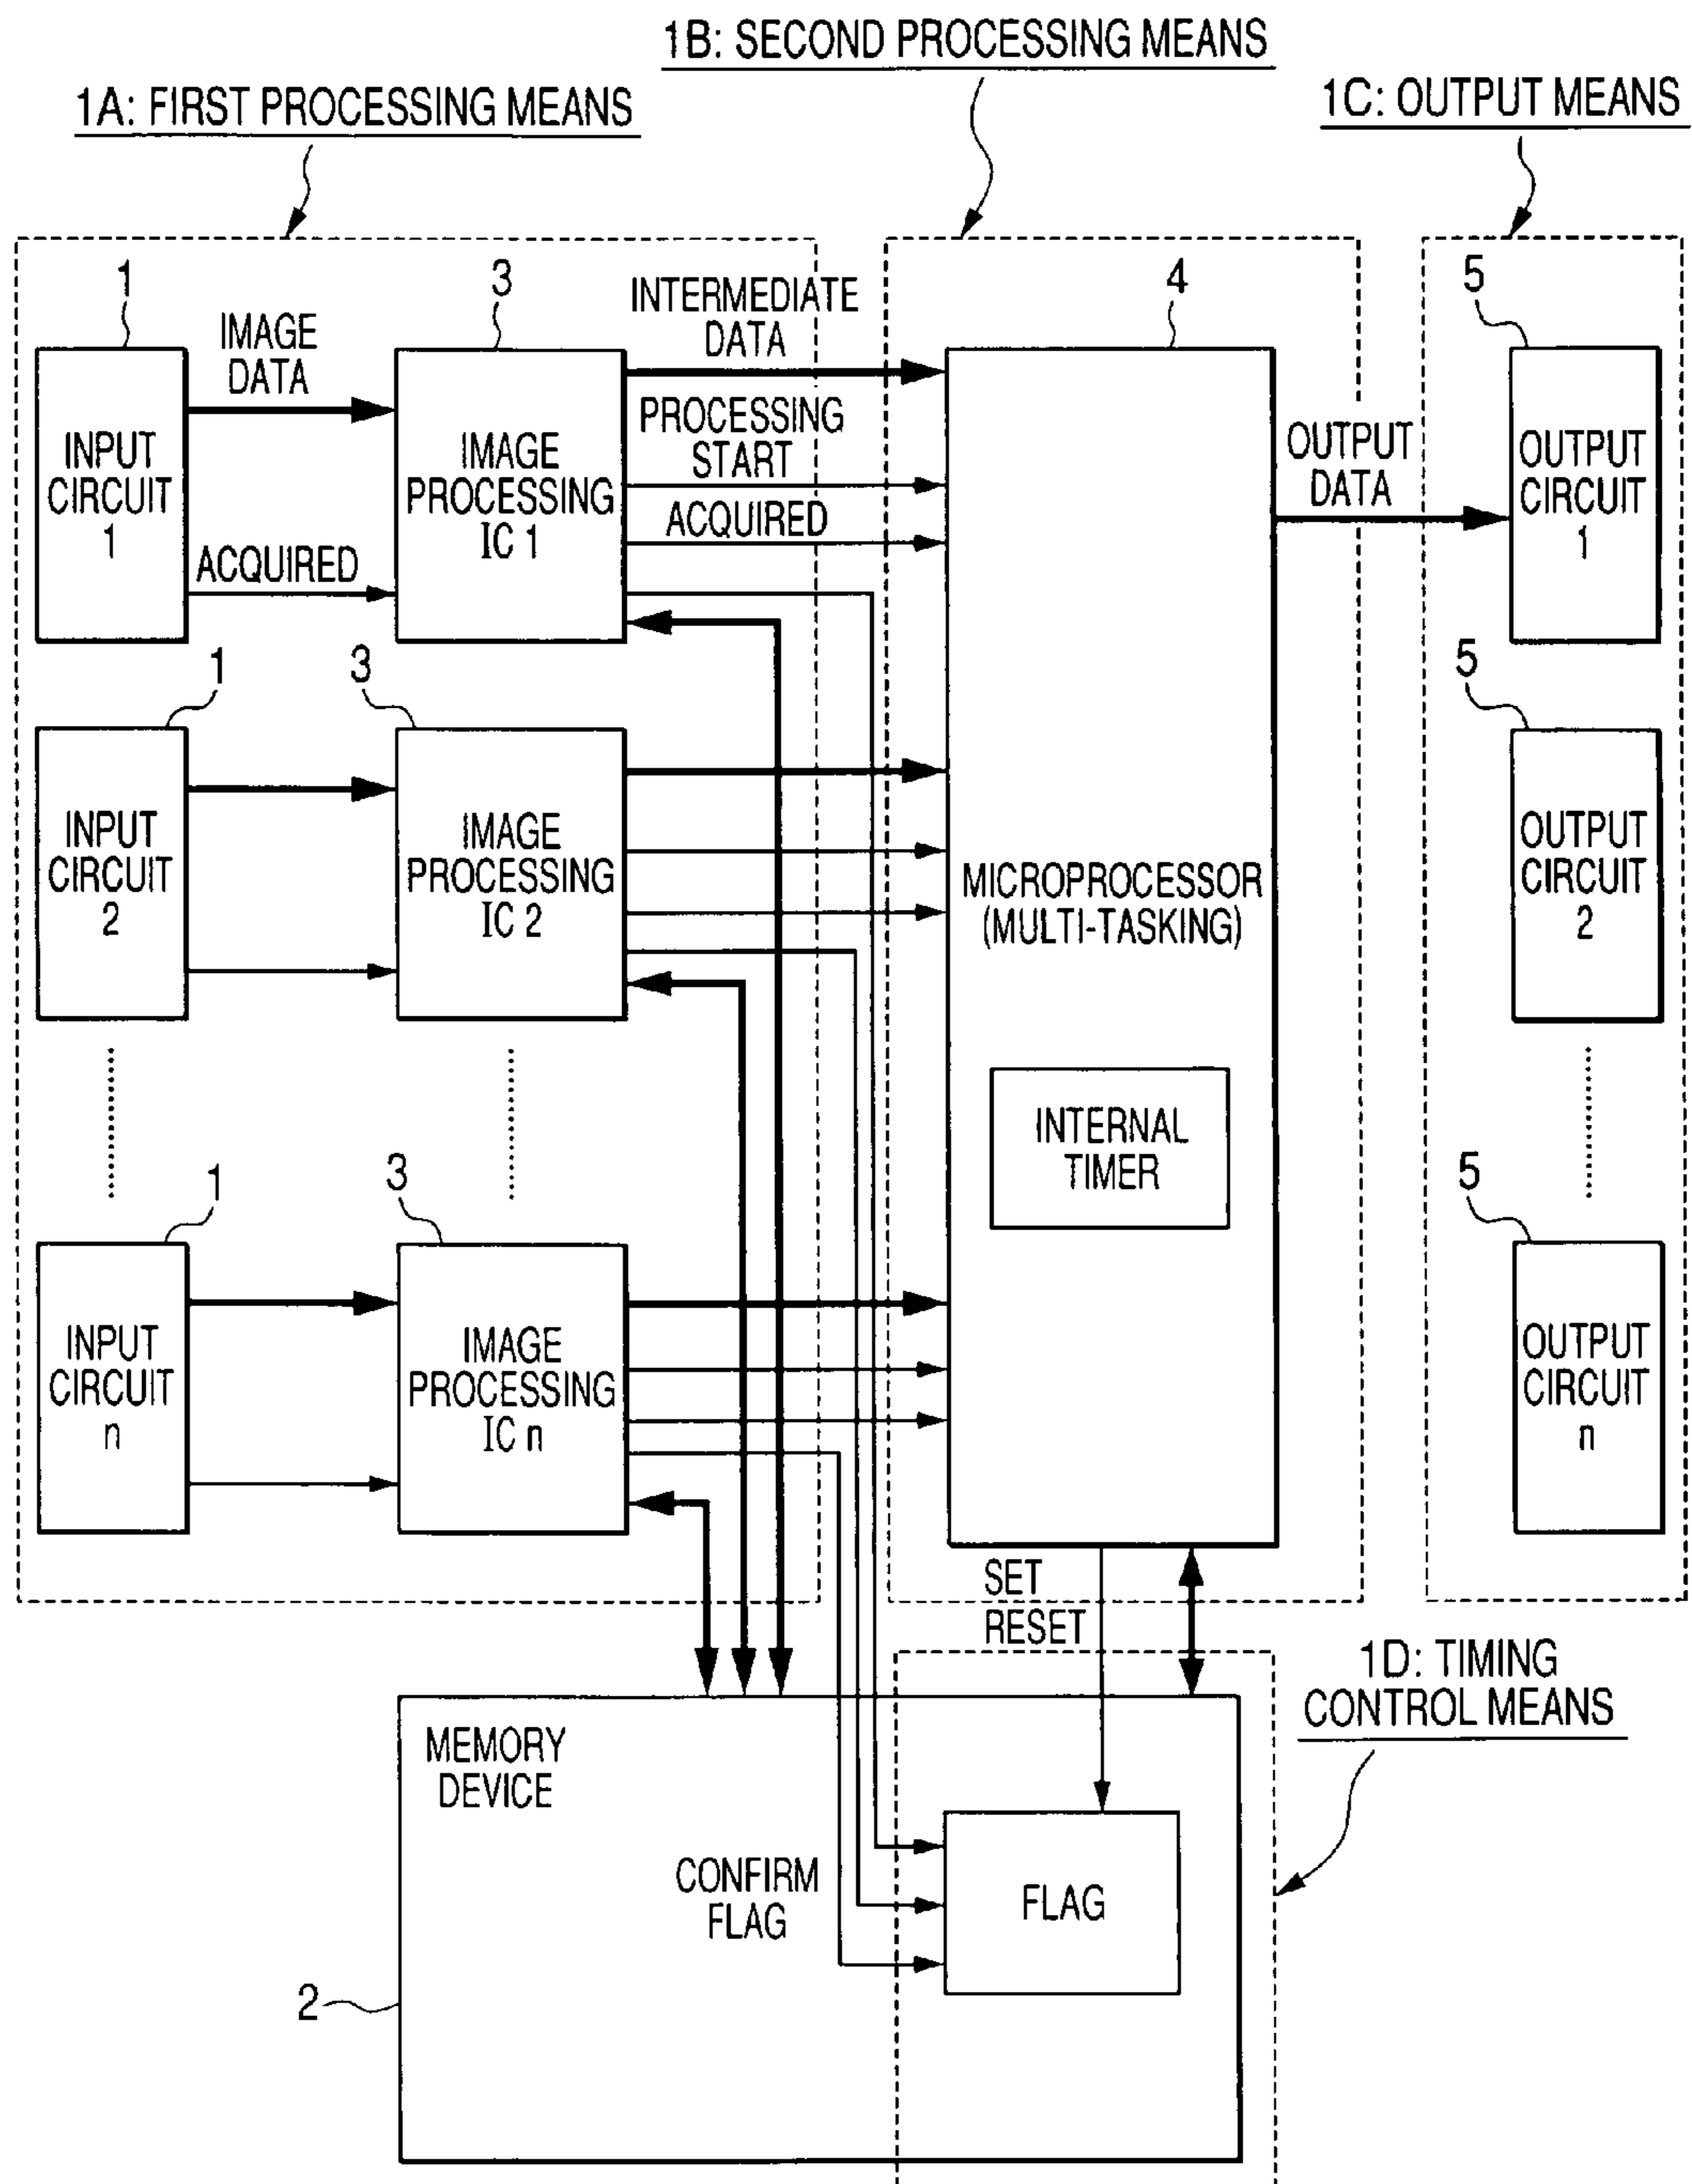 1B: SECOND PROCESSING MEANS
1A: FIRST PROCESSING MEANS
1C: OUTPUT MEANS
1
3
INTERMEDIATE
DATA
4
5
IMAGE
DATA
INPUT
CIRCUIT
1
ACQUIRED
IMAGE
PROCESSING
IC 1
PROCESSING
START
ACQUIRED
OUTPUT
DATA
OUTPUT
CIRCUIT
1
1
3
5
INPUT
CIRCUIT
2
IMAGE
PROCESSING
IC 2
MICROPROCESSOR
(MULTI-TASKING)
OUTPUT
CIRCUIT
2
INTERNAL
TIMER
1
3
5
INPUT
CIRCUIT
n
IMAGE
PROCESSING
IC n
OUTPUT
CIRCUIT
n
SET
RESET
1D: TIMING
CONTROL MEANS
MEMORY
DEVICE
CONFIRM
FLAG
FLAG
2